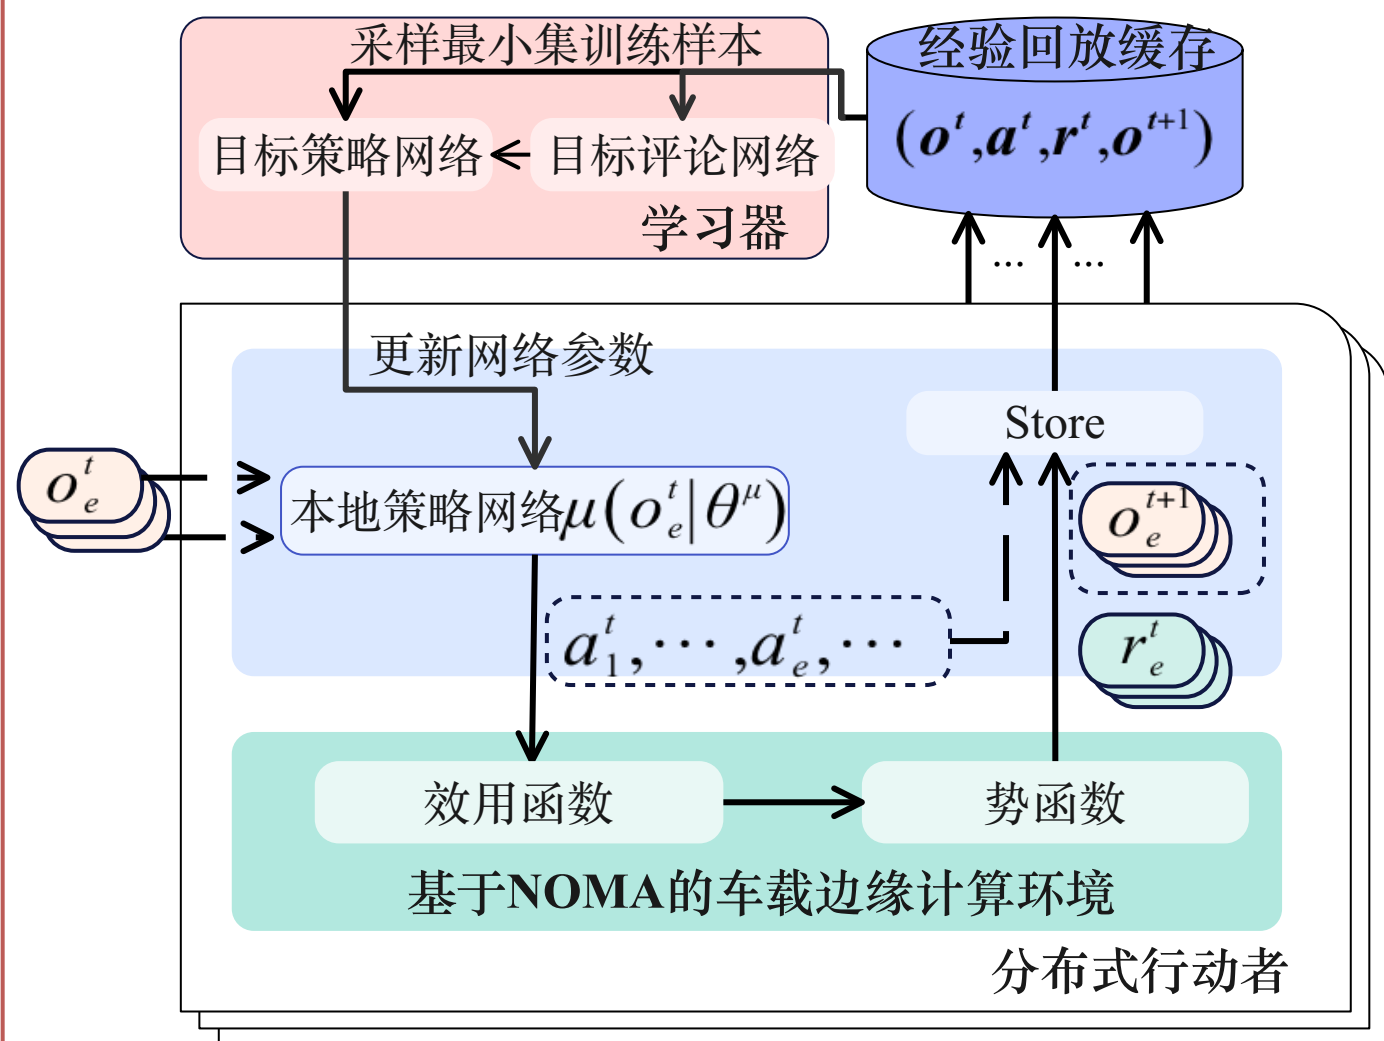 采样最小集训练样本
经验回放缓存
(o^t,a^t,r^t,o^{t+1})
目标策略网络
目标评论网络
学习器
... ...
更新网络参数
Store
o_e^t
本地策略网络μ(o_e^t|θ^μ)
o_e^{t+1}
a_1^t,⋯,a_e^t,⋯
r_e^t
效用函数
势函数
基于NOMA的车载边缘计算环境
分布式行动者